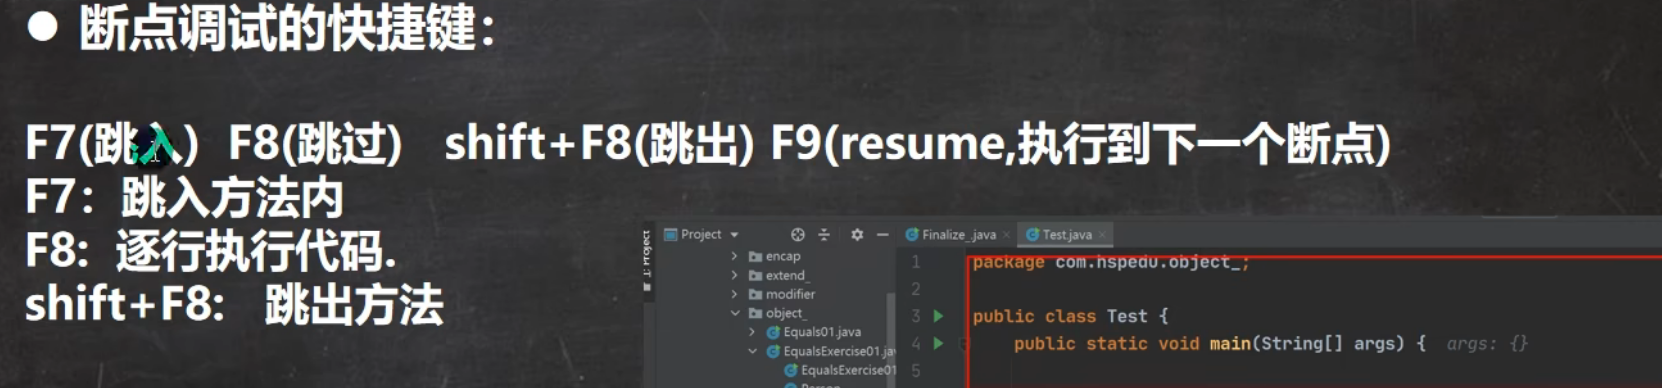 ● 断点调试的快捷键：
F7(跳入) F8(跳过) shift+F8(跳出) F9(resume,执行到下一个断点)
F7：跳入方法内
F8: 逐行执行代码.
shift+F8: 跳出方法
1: Project
Project
Finalize_.java
Test.java
encap
extend_
modifier
object_
Equals01.java
EqualsExercise01.jav
EqualsExercise01
1 package com.hspedu.object_;
2
3 public class Test {
4 public static void main(String[] args) { args: {}
5